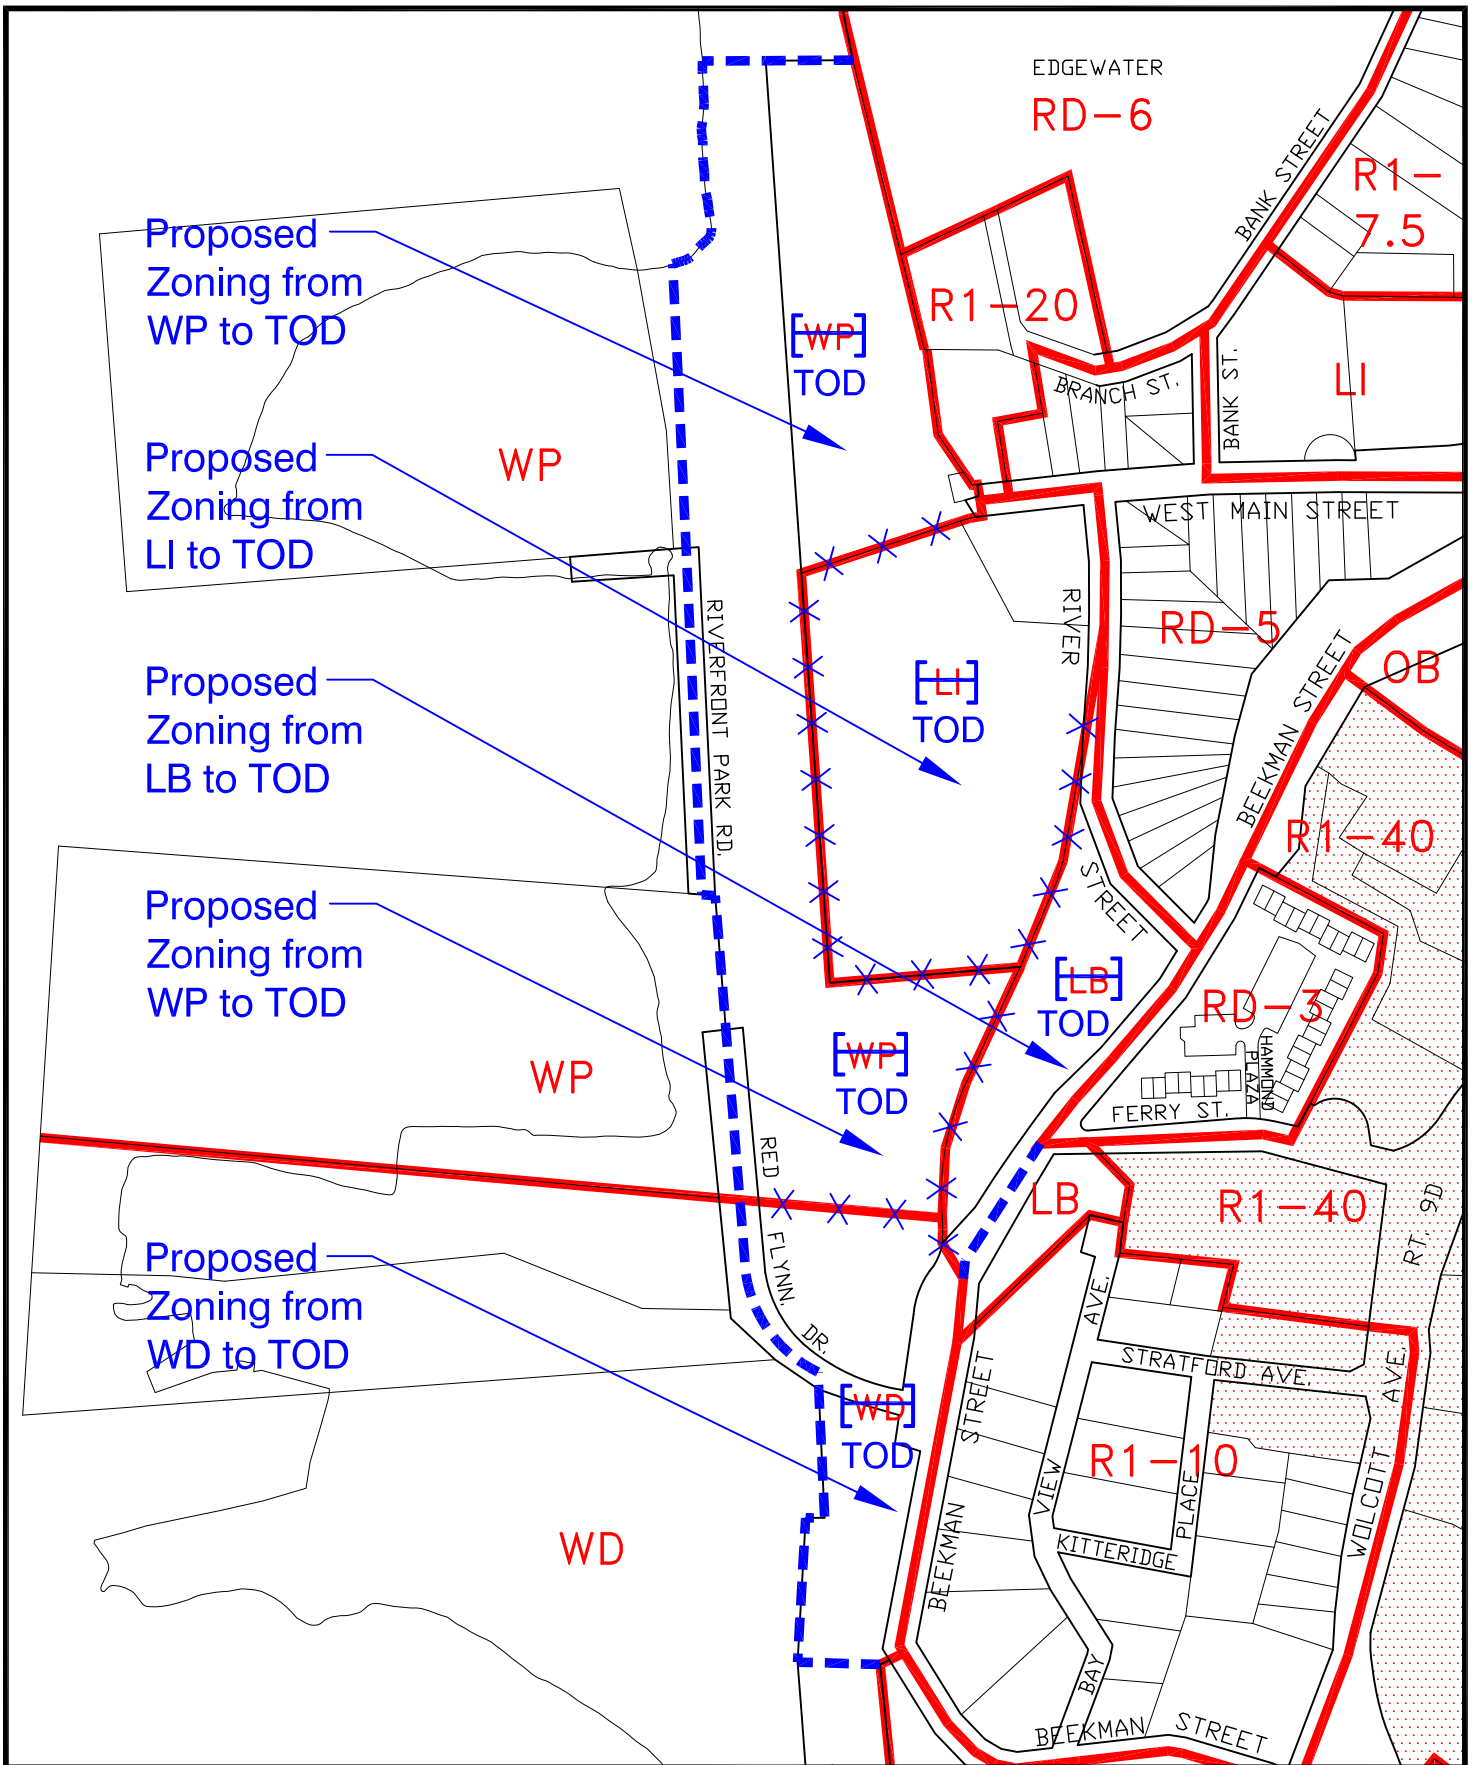 EDGEWATER
RD-6
BANK STREET
R1-
7.5
Proposed
Zoning from
WP to TOD
R1-20
[WP]
TOD
BRANCH ST.
BANK ST.
LI
Proposed
Zoning from
LI to TOD
WP
WEST MAIN STREET
RIVERFRONT PARK RD.
RIVER
STREET
RD-5
BEEKMAN STREET
OB
[LI]
TOD
Proposed
Zoning from
LB to TOD
R1-40
Proposed
Zoning from
WP to TOD
[LB]
TOD
RD-3
HAMMOND
PLAZA
FERRY ST.
[WP]
TOD
WP
RED
FLYNN.
DR.
LB
R1-40
RT. 9D
Proposed
Zoning from
WD to TOD
AVE.
STRATFORD AVE.
AVE.
[WD]
TOD
STREET
BEEKMAN
VIEW
R1-10
PLACE
WOLCOTT
KITTERIDGE
WD
BAY
BEEKMAN STREET